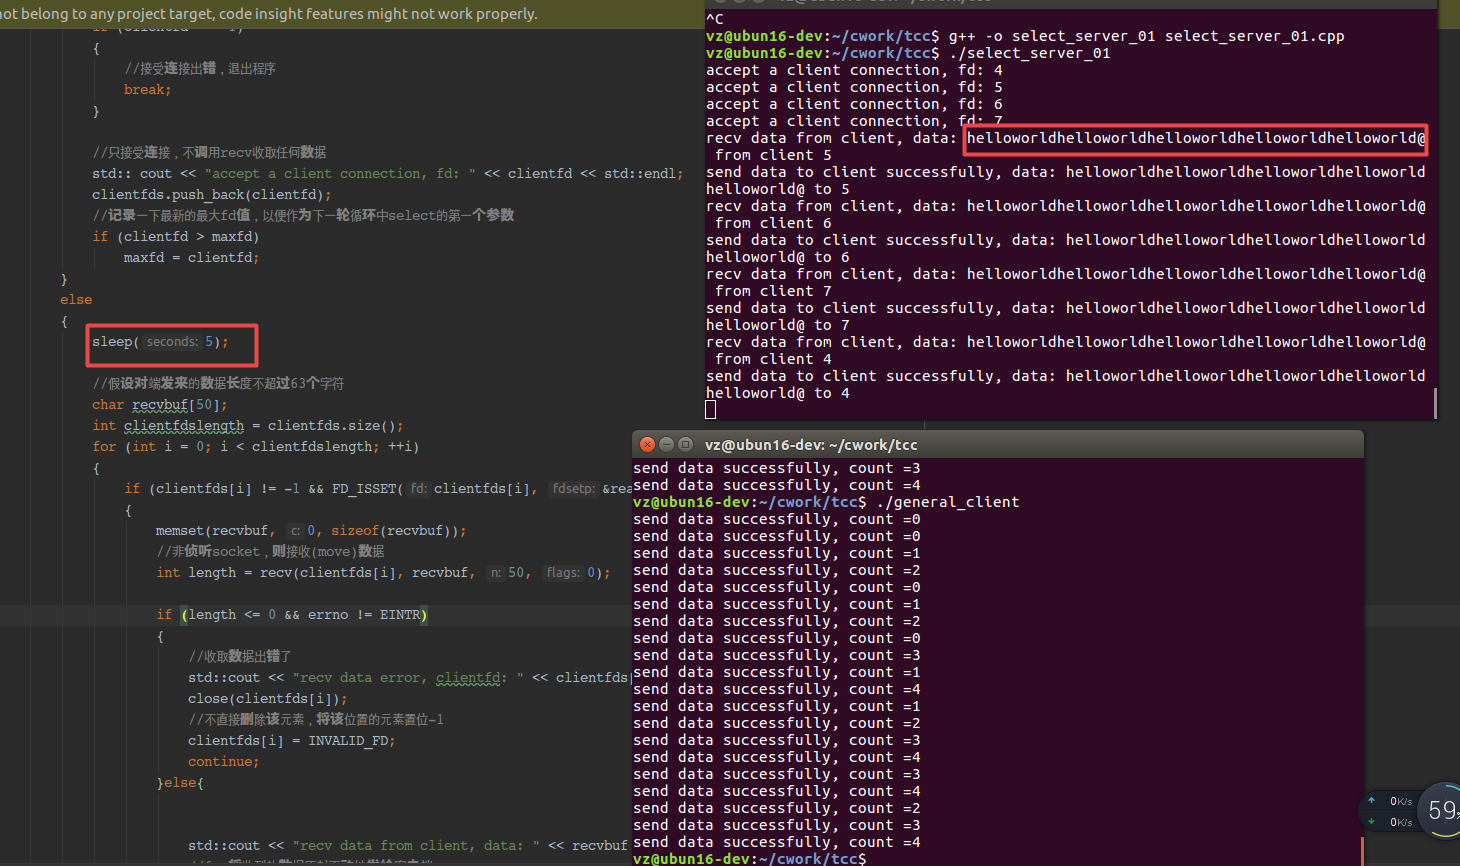 not belong to any project target, code insight features might not work properly.
{
//接受连接出错，退出程序
break;
}
//只接受连接，不调用recv收取任何数据
std:: cout << "accept a client connection, fd: " << clientfd << std::endl;
clientfds.push_back(clientfd);
//记录一下最新的最大fd值，以便作为下一轮循环中select的第一个参数
if (clientfd > maxfd)
maxfd = clientfd;
}
else
{
sleep( seconds: 5);
//假设对端发来的数据长度不超过63个字符
char recvbuf[50];
int clientfdslength = clientfds.size();
for (int i = 0; i < clientfdslength; ++i)
{
if (clientfds[i] != -1 && FD_ISSET( fd: clientfds[i], fdsetp: &rea
{
memset(recvbuf, c: 0, sizeof(recvbuf));
//非侦听socket，则接收(move)数据
int length = recv(clientfds[i], recvbuf, n: 50, flags: 0);
if (length <= 0 && errno != EINTR)
{
//收取数据出错了
std::cout << "recv data error, clientfd: " << clientfds[
close(clientfds[i]);
//不直接删除该元素，将该位置的元素置位-1
clientfds[i] = INVALID_FD;
continue;
}else{
std::cout << "recv data from client, data: " << recvbuf
^C
vz@ubun16-dev:~/cwork/tcc$ g++ -o select_server_01 select_server_01.cpp
vz@ubun16-dev:~/cwork/tcc$ ./select_server_01
accept a client connection, fd: 4
accept a client connection, fd: 5
accept a client connection, fd: 6
accept a client connection, fd: 7
recv data from client, data: helloworldhelloworldhelloworldhelloworldhelloworld@
from client 5
send data to client successfully, data: helloworldhelloworldhelloworldhelloworld
helloworld@ to 5
recv data from client, data: helloworldhelloworldhelloworldhelloworldhelloworld@
from client 6
send data to client successfully, data: helloworldhelloworldhelloworldhelloworld
helloworld@ to 6
recv data from client, data: helloworldhelloworldhelloworldhelloworldhelloworld@
from client 7
send data to client successfully, data: helloworldhelloworldhelloworldhelloworld
helloworld@ to 7
recv data from client, data: helloworldhelloworldhelloworldhelloworldhelloworld@
from client 4
send data to client successfully, data: helloworldhelloworldhelloworldhelloworld
helloworld@ to 4
vz@ubun16-dev: ~/cwork/tcc
send data successfully, count =3
send data successfully, count =4
vz@ubun16-dev:~/cwork/tcc$ ./general_client
send data successfully, count =0
send data successfully, count =0
send data successfully, count =1
send data successfully, count =2
send data successfully, count =0
send data successfully, count =1
send data successfully, count =2
send data successfully, count =0
send data successfully, count =3
send data successfully, count =1
send data successfully, count =4
send data successfully, count =1
send data successfully, count =2
send data successfully, count =3
send data successfully, count =4
send data successfully, count =3
send data successfully, count =4
send data successfully, count =2
send data successfully, count =3
send data successfully, count =4
vz@ubun16-dev:~/cwork/tcc$
0K/s
0K/s
59%